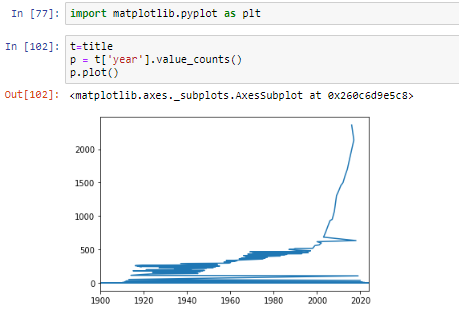 In [77]: import matplotlib.pyplot as plt
In [102]: t=title
p = t['year'].value_counts()
p.plot()
Out[102]: <matplotlib.axes._subplots.AxesSubplot at 0x260c6d9e5c8>
2000
1500
1000
500
0
1900 1920 1940 1960 1980 2000 2020